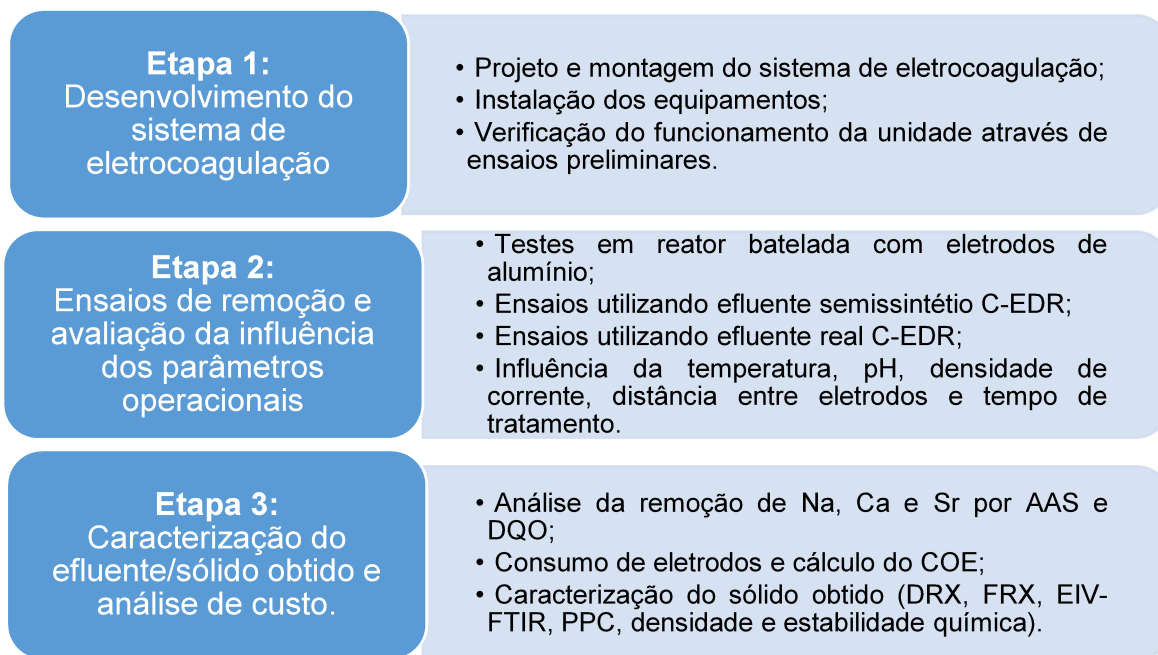 Etapa 1:
Desenvolvimento do
sistema de
eletrocoagulação
• Projeto e montagem do sistema de eletrocoagulação;
• Instalação dos equipamentos;
• Verificação do funcionamento da unidade através de
ensaios preliminares.
Etapa 2:
Ensaios de remoção e
avaliação da influência
dos parâmetros
operacionais
• Testes em reator batelada com eletrodos de
alumínio;
• Ensaios utilizando efluente semissintétio C-EDR;
• Ensaios utilizando efluente real C-EDR;
• Influência da temperatura, pH, densidade de
corrente, distância entre eletrodos e tempo de
tratamento.
Etapa 3:
Caracterização do
efluente/sólido obtido e
análise de custo.
• Análise da remoção de Na, Ca e Sr por AAS e
DQO;
• Consumo de eletrodos e cálculo do COE;
• Caracterização do sólido obtido (DRX, FRX, EIV-
FTIR, PPC, densidade e estabilidade química).